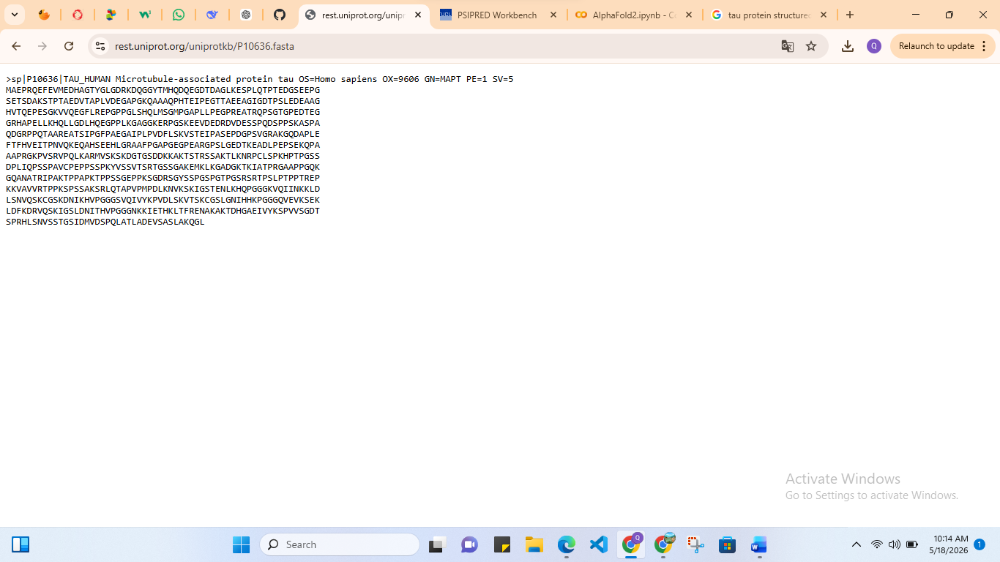 rest.uniprot.org/unipr
PSIPRED Workbench
AlphaFold2.ipynb - C
tau protein structured
rest.uniprot.org/uniprotkb/P10636.fasta
Q
Relaunch to update
>sp|P10636|TAU_HUMAN Microtubule-associated protein tau OS=Homo sapiens OX=9606 GN=MAPT PE=1 SV=5
MAEPRQEFEVMEDHAGTYGLGDRKDQGGYTMHQDQEGDTDAGLKESPLQTPTEDGSEEPG
SETSDAKSTPTAEDVTAPLVDEGAPGKQAAAQPHTEIPEGTTAEEAGIGDTPSLEDEAAG
HVTQEPESGKVVQEGFLREPGPPGLSHQLMSGMPGAPLLPEGPREATRQPSGTGPEDTEG
GRHAPELLKHQLLGDLHQEGPPLKGAGGKERPGSKEEVDEDRDVDESSPQDSPPSKASPA
QDGRPPQTAAREATSIPGFPAEGAIPLPVDFLSKVSTEIPASEPDGPSVGRAKGQDAPLE
FTFHVEITPNVQKEQAHSEEHLGRAAFPGAPGEGPEARGPSLGEDTKEADLPEPSEKQPA
AAPRGKPVSRVPQLKARMVSKSKDGTGSDDKKAKTSTRSSAKTLKNRPCLSPKHPTPGSS
DPLIQPSSPAVCPEPPSSPKYVSSVTSRTGSSGAKEMKLKGADGKTKIATPRGAAPPGQK
GQANATRIPAKTPPAPKTPPSSGEPPKSGDRSGYSSPGSPGTPGSRSRTPSLPTPPTREP
KKVAVVRTPPKSPSSAKSRLQTAPVPMPDLKNVKSKIGSTENLKHQPGGGKVQIINKKLD
LSNVQSKCGSKDNIKHVPGGGSVQIVYKPVDLSKVTSKCGSLGNIHHKPGGGQVEVKSEK
LDFKDRVQSKIGSLDNITHVPGGGNKKIETHKLTFRENAKAKTDHGAEIVYKSPVVSGDT
SPRHLSNVSSTGSIDMVDSPQLATLADEVSASLAKQGL
Activate Windows
Go to Settings to activate Windows.
Search
10:14 AM
5/18/2026
1